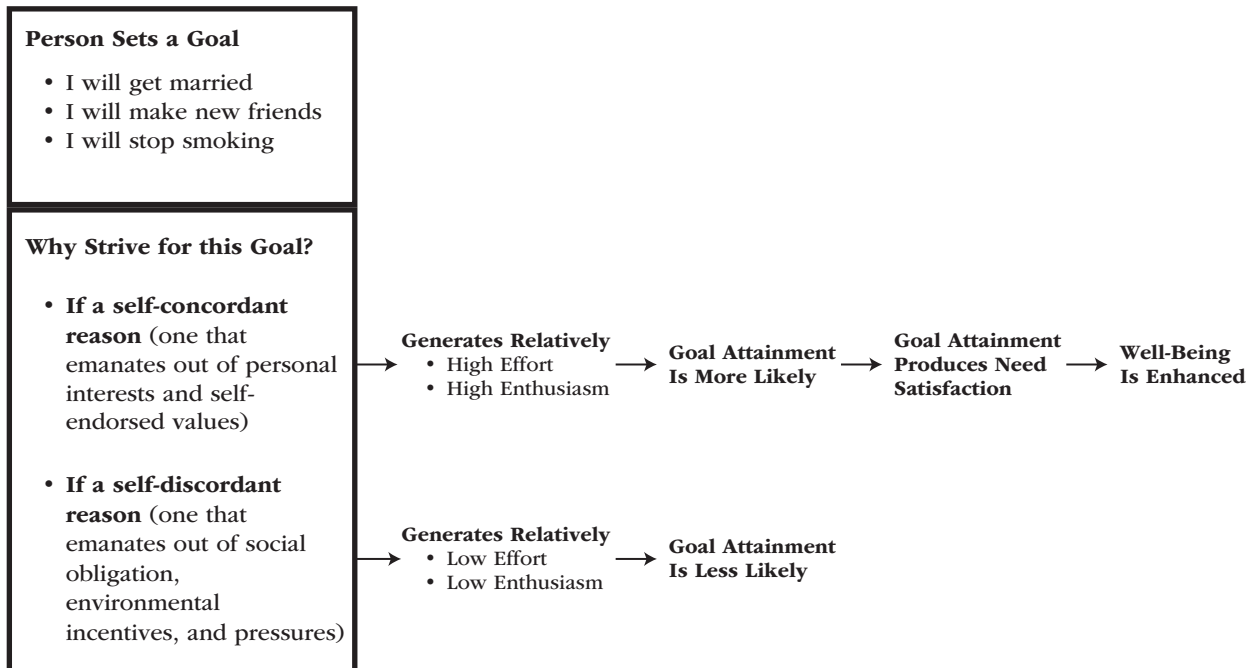 Person Sets a Goal
• I will get married
• I will make new friends
• I will stop smoking
Why Strive for this Goal?
• If a self-concordant
reason (one that
emanates out of personal
interests and self-
endorsed values)
Generates Relatively
• High Effort
• High Enthusiasm
Goal Attainment
Is More Likely
Goal Attainment
Produces Need
Satisfaction
Well-Being
Is Enhanced
• If a self-discordant
reason (one that
emanates out of social
obligation,
environmental
incentives, and pressures)
Generates Relatively
• Low Effort
• Low Enthusiasm
Goal Attainment
Is Less Likely